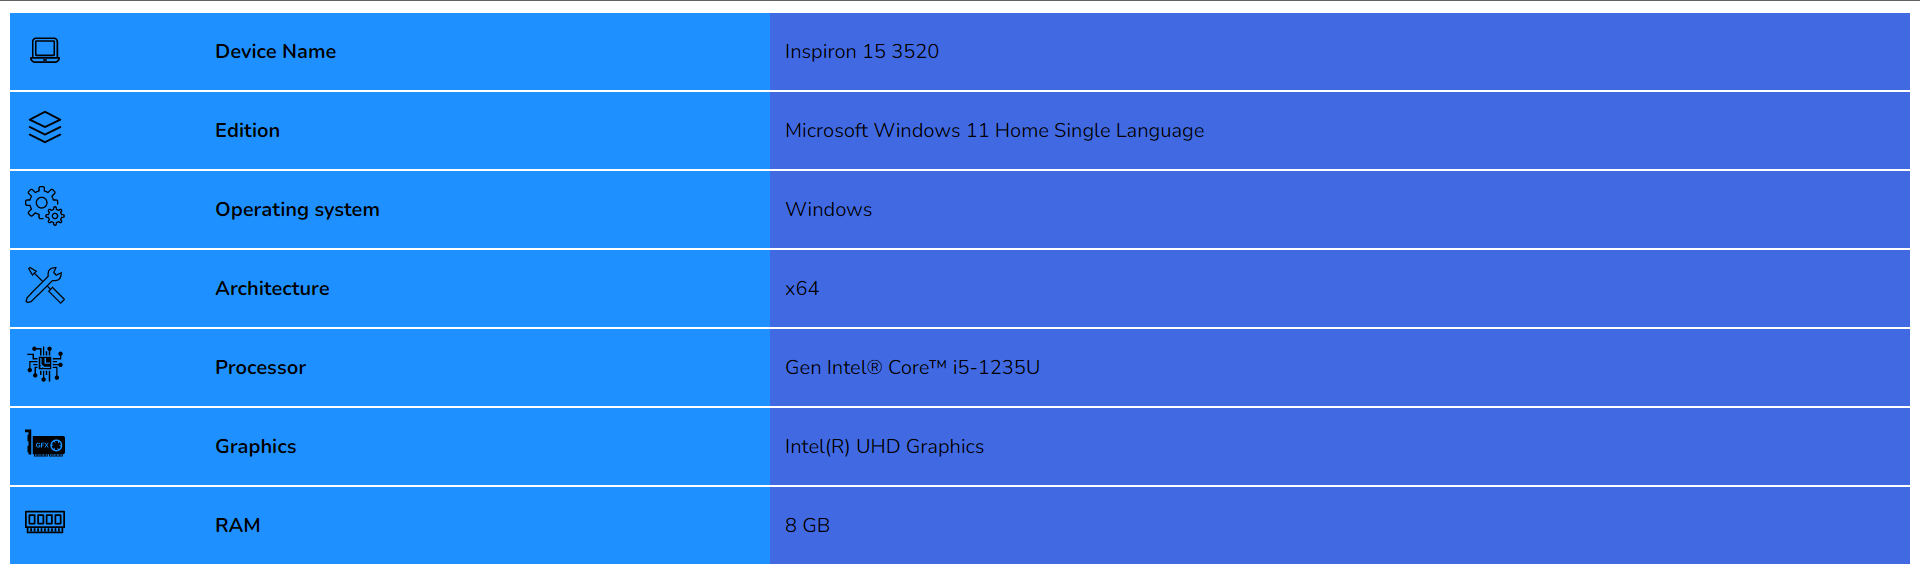 Device Name Inspiron 15 3520
Edition Microsoft Windows 11 Home Single Language
Operating system Windows
Architecture x64
Processor Gen Intel® Core™ i5-1235U
GFX Graphics Intel(R) UHD Graphics
RAM 8 GB